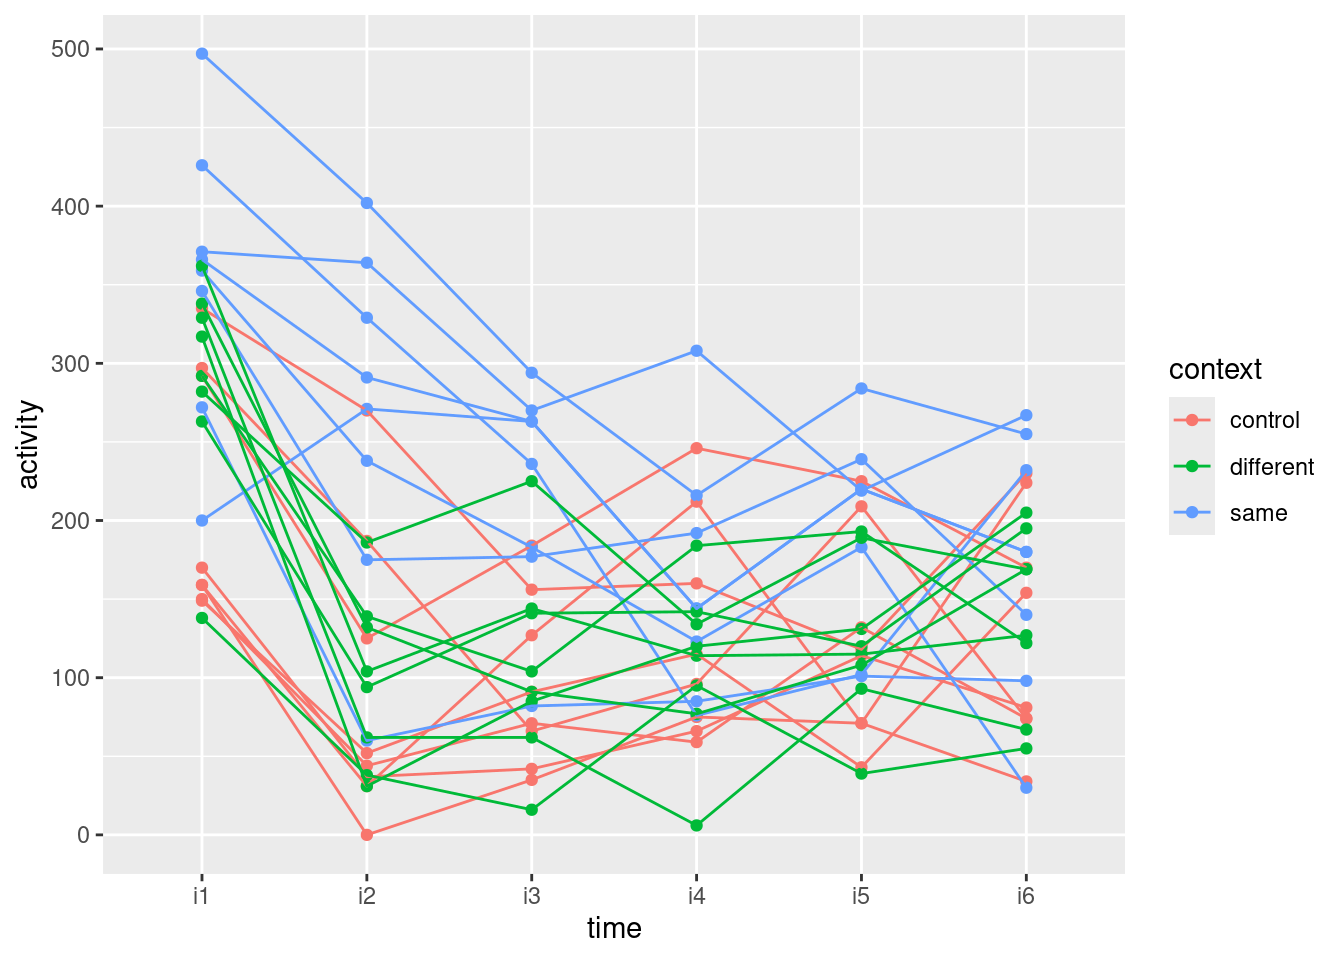 500
400
300
200
100
0
activity
i1 i2 i3 i4 i5 i6
time
context
control
different
same